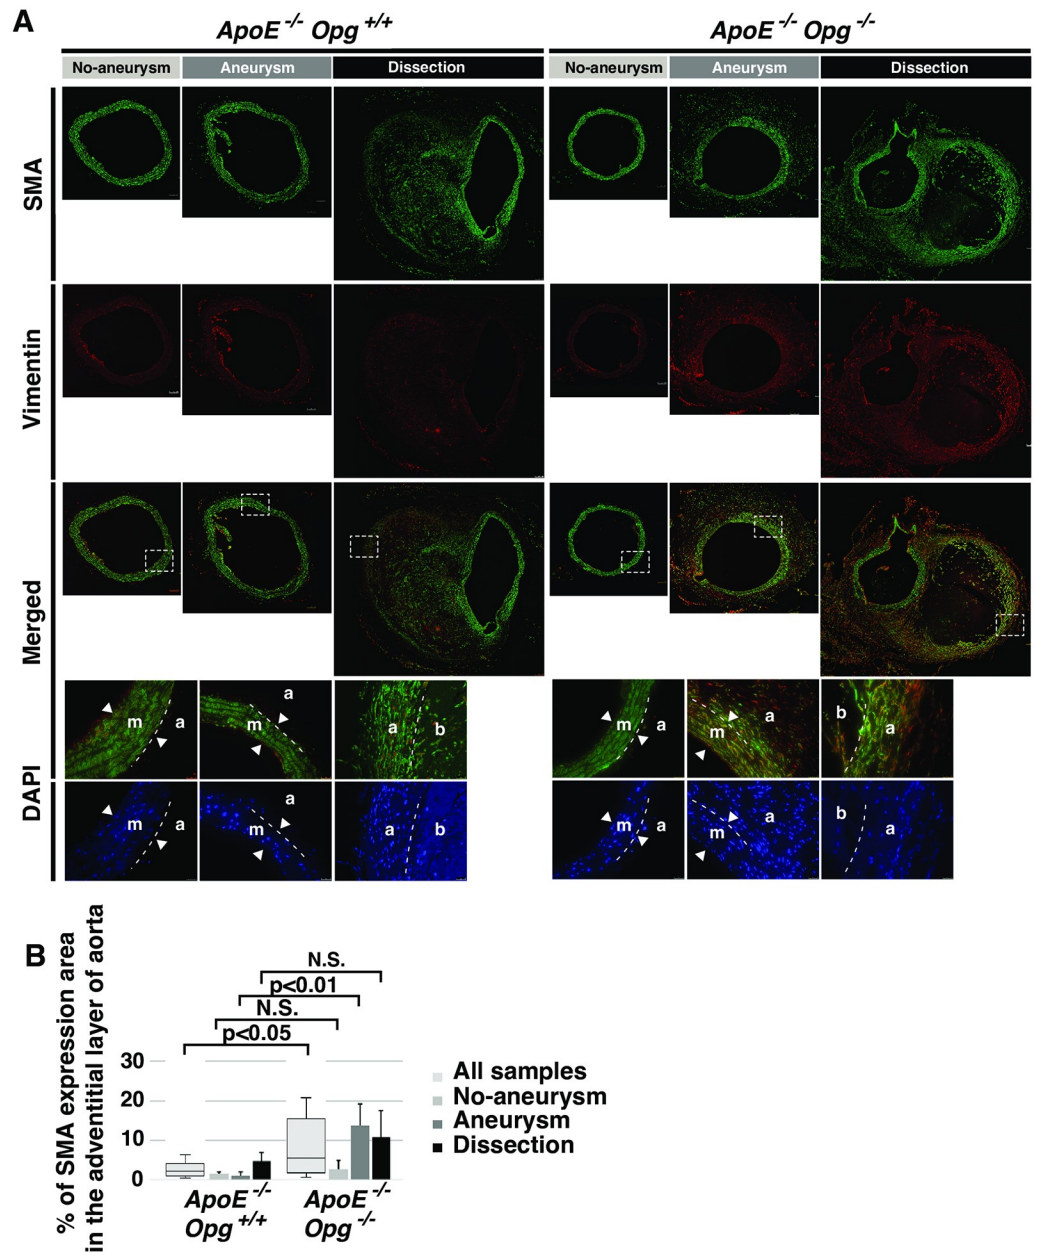 A
ApoE -/- Opg +/+
ApoE -/- Opg -/-
No-aneurysm
Aneurysm
Dissection
No-aneurysm
Aneurysm
Dissection
SMA
Vimentin
Merged
m
a
a
m
a
b
m
a
a
m
b
a
DAPI
m
a
a
m
a
b
m
a
a
m
b
a
B
% of SMA expression area
in the adventitial layer of aorta
N.S.
p<0.01
N.S.
p<0.05
30
20
10
0
All samples
No-aneurysm
Aneurysm
Dissection
ApoE -/-
Opg +/+
ApoE -/-
Opg -/-